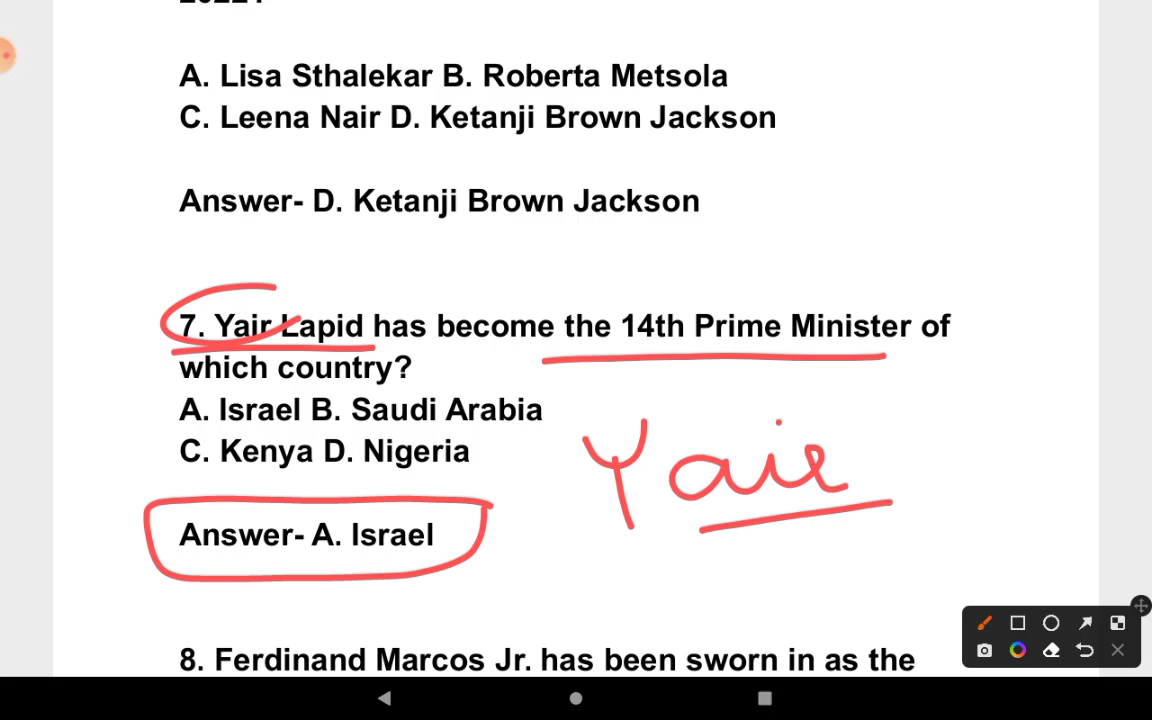 A. Lisa Sthalekar B. Roberta Metsola
C. Leena Nair D. Ketanji Brown Jackson
Answer- D. Ketanji Brown Jackson
7. Yair Lapid has become the 14th Prime Minister of
which country?
A. Israel B. Saudi Arabia
C. Kenya D. Nigeria
Yair
Answer- A. Israel
8. Ferdinand Marcos Jr. has been sworn in as the